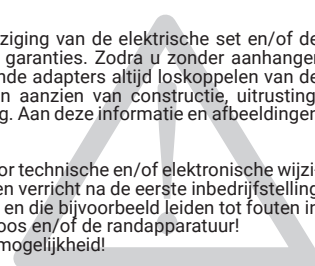 ziging van de elektrische set en/of de
garanties. Zodra u zonder aanhanger
nde adapters altijd loskoppelen van de
n aanzien van constructie, uitrusting
g. Aan deze informatie en afbeeldingen
or technische en/of elektronische wijzi-
en verricht na de eerste inbedrijfstelling
en die bijvoorbeeld leiden tot fouten in
oos en/of de randapparatuur!
mogelijkheid!